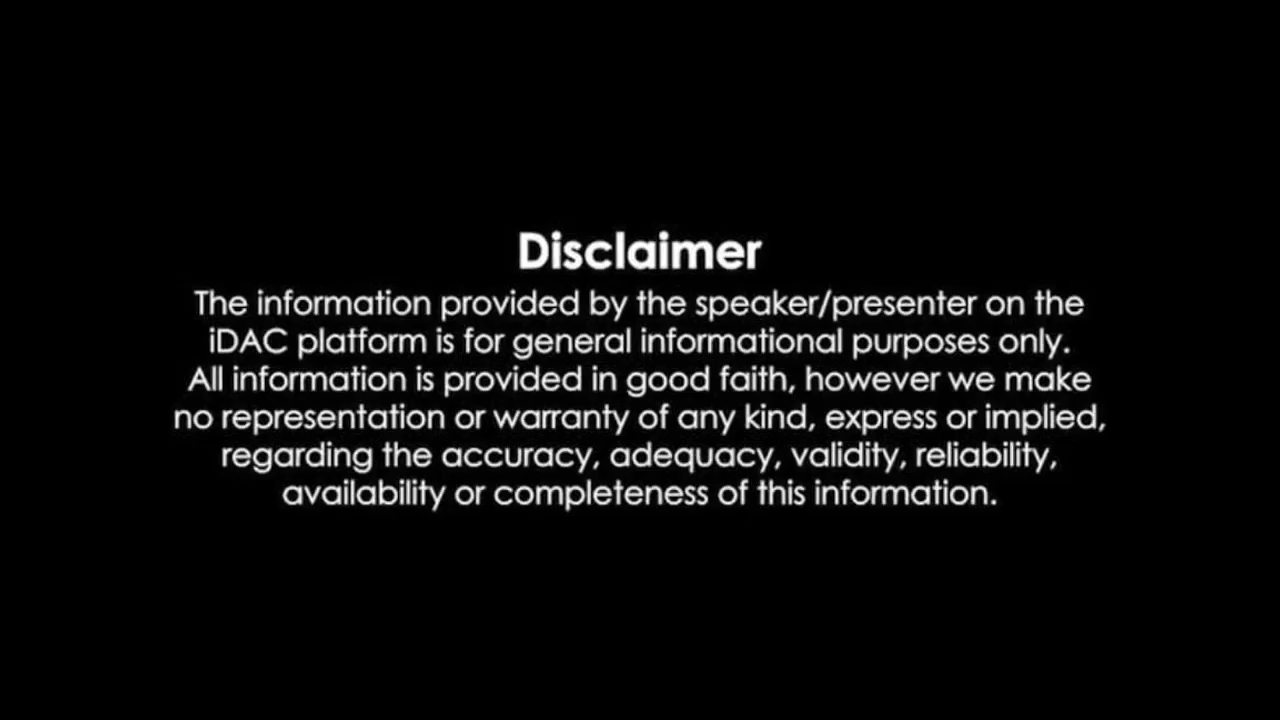 Disclaimer
The information provided by the speaker/presenter on the
iDAC platform is for general informational purposes only.
All information is provided in good faith, however we make
no representation or warranty of any kind, express or implied,
regarding the accuracy, adequacy, validity, reliability,
availability or completeness of this information.